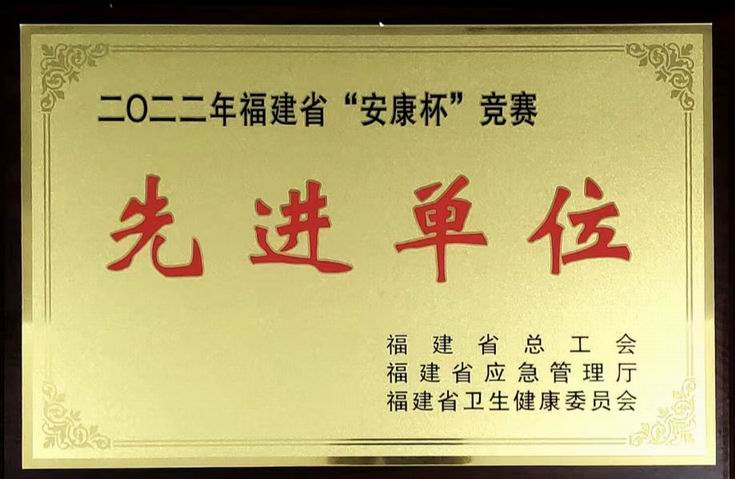 二〇二二年福建省“安康杯”竞赛
先进单位
福建省总工会
福建省应急管理厅
福建省卫生健康委员会